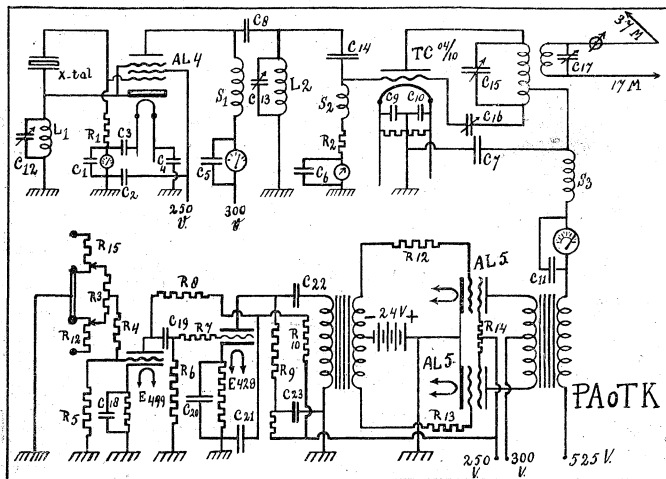 C8
3¾ M
X-tal
AL4
C14
TC 04/10
C15
C17
17 M
L1
C12
R1
C3
C1
C4
C2
250 V.
S1
C5
300 V
C13
L2
S2
R2
C6
C9
C10
C16
C7
S3
C11
R15
R3
R12
R4
R5
C18
E499
R8
C19
R7
R6
C20
E428
C21
C22
R10
R9
C23
R12
- 24V +
AL5
R14
AL5
R13
250 V.
300 V.
525 V.
PAoTK